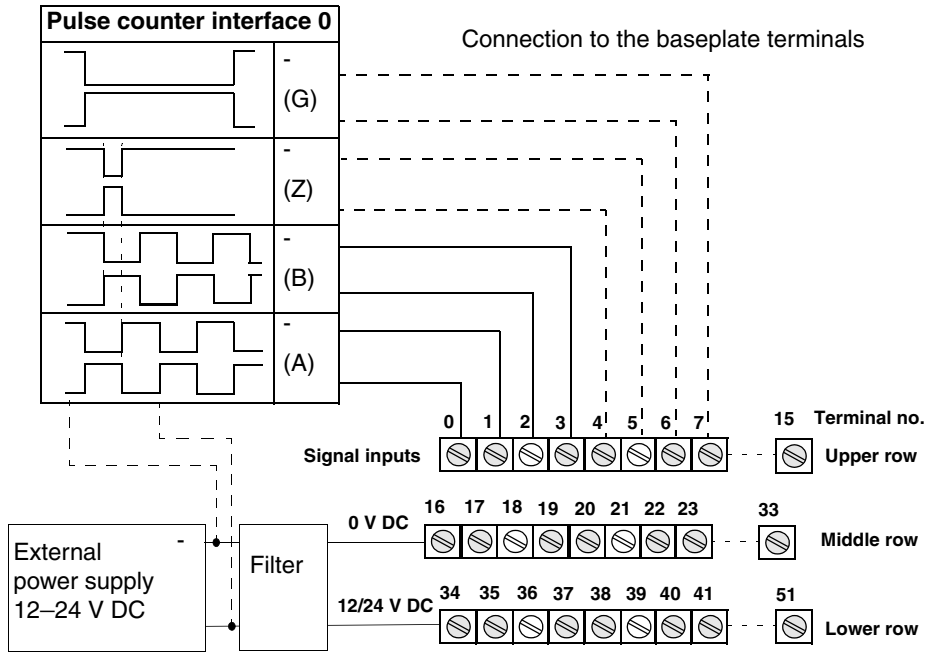 Pulse counter interface 0
Connection to the baseplate terminals
-
(G)
-
(Z)
-
(B)
-
(A)
0 1 2 3 4 5 6 7 15 Terminal no.
Signal inputs
Upper row
16 17 18 19 20 21 22 23 33
0 V DC
Middle row
External
power supply
12–24 V DC
-
Filter
34 35 36 37 38 39 40 41 51
12/24 V DC
Lower row